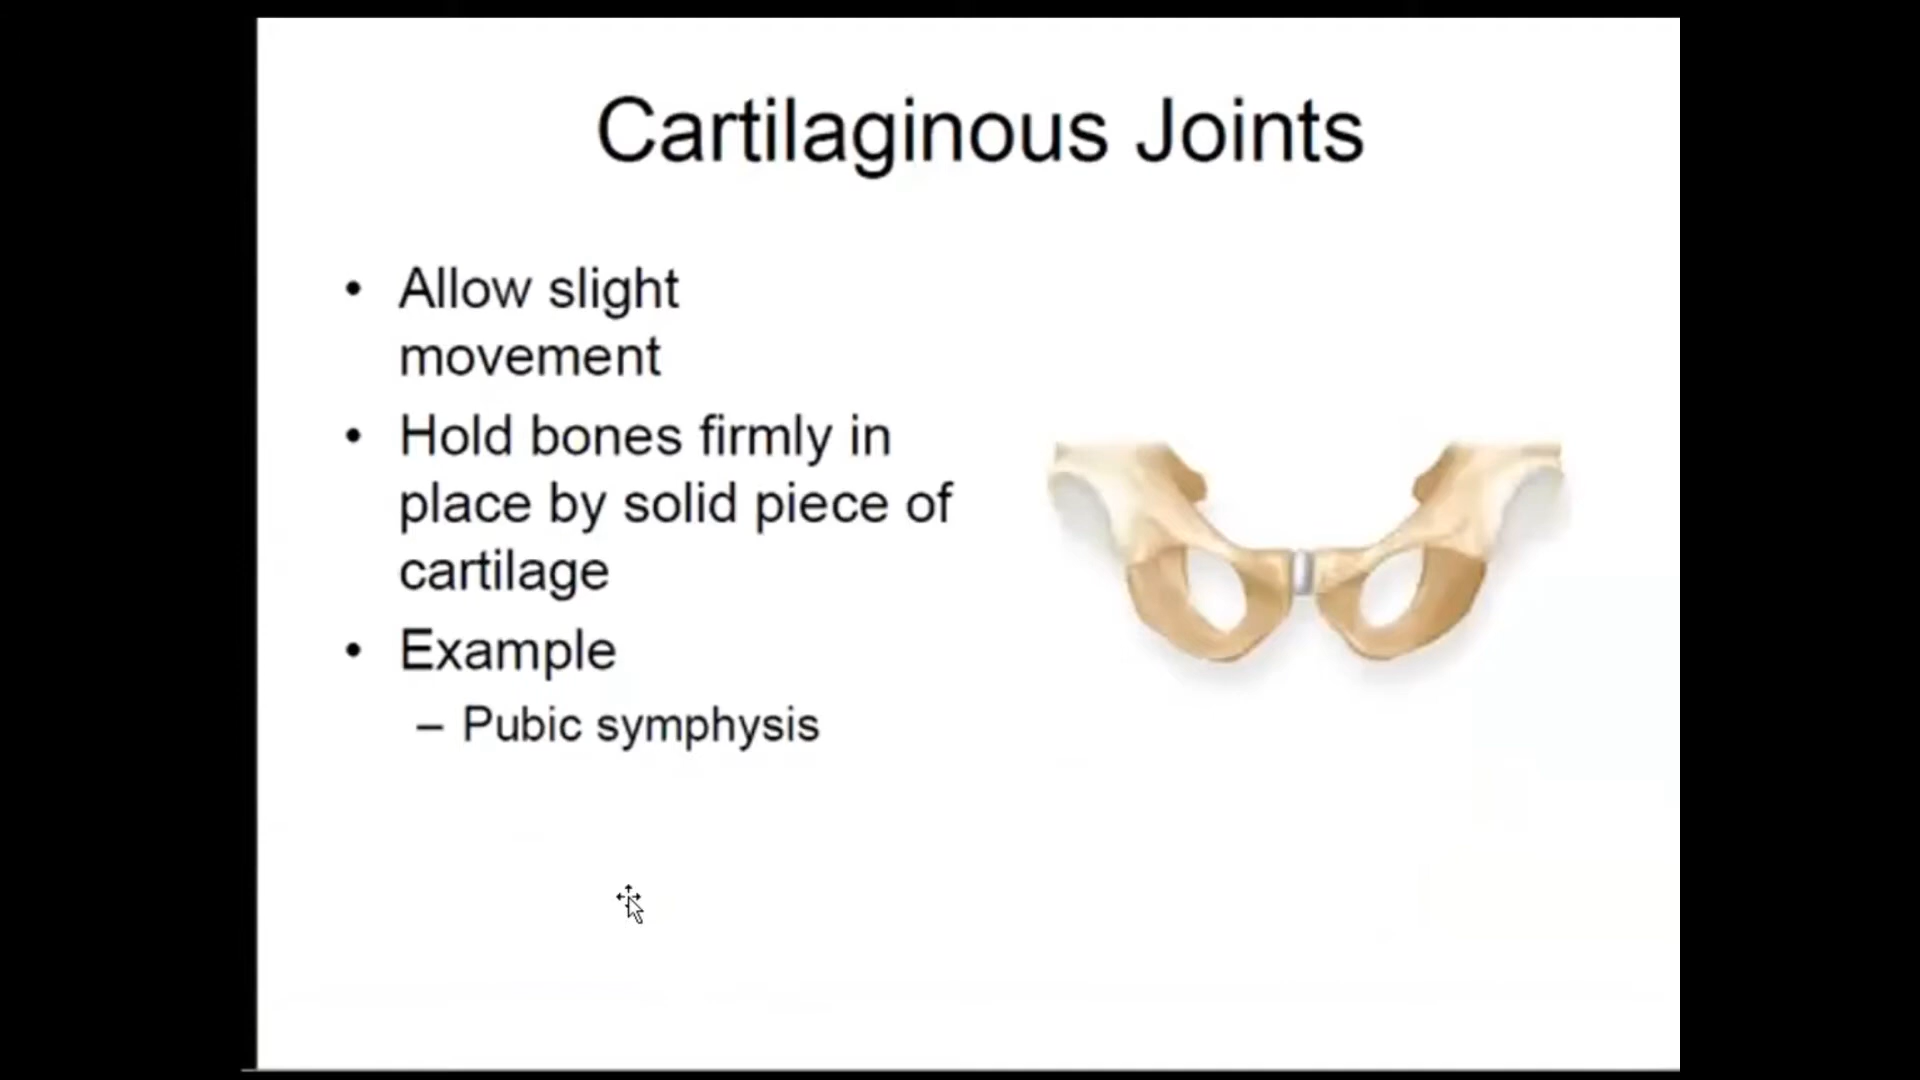 Cartilaginous Joints
• Allow slight
movement
• Hold bones firmly in
place by solid piece of
cartilage
• Example
– Pubic symphysis